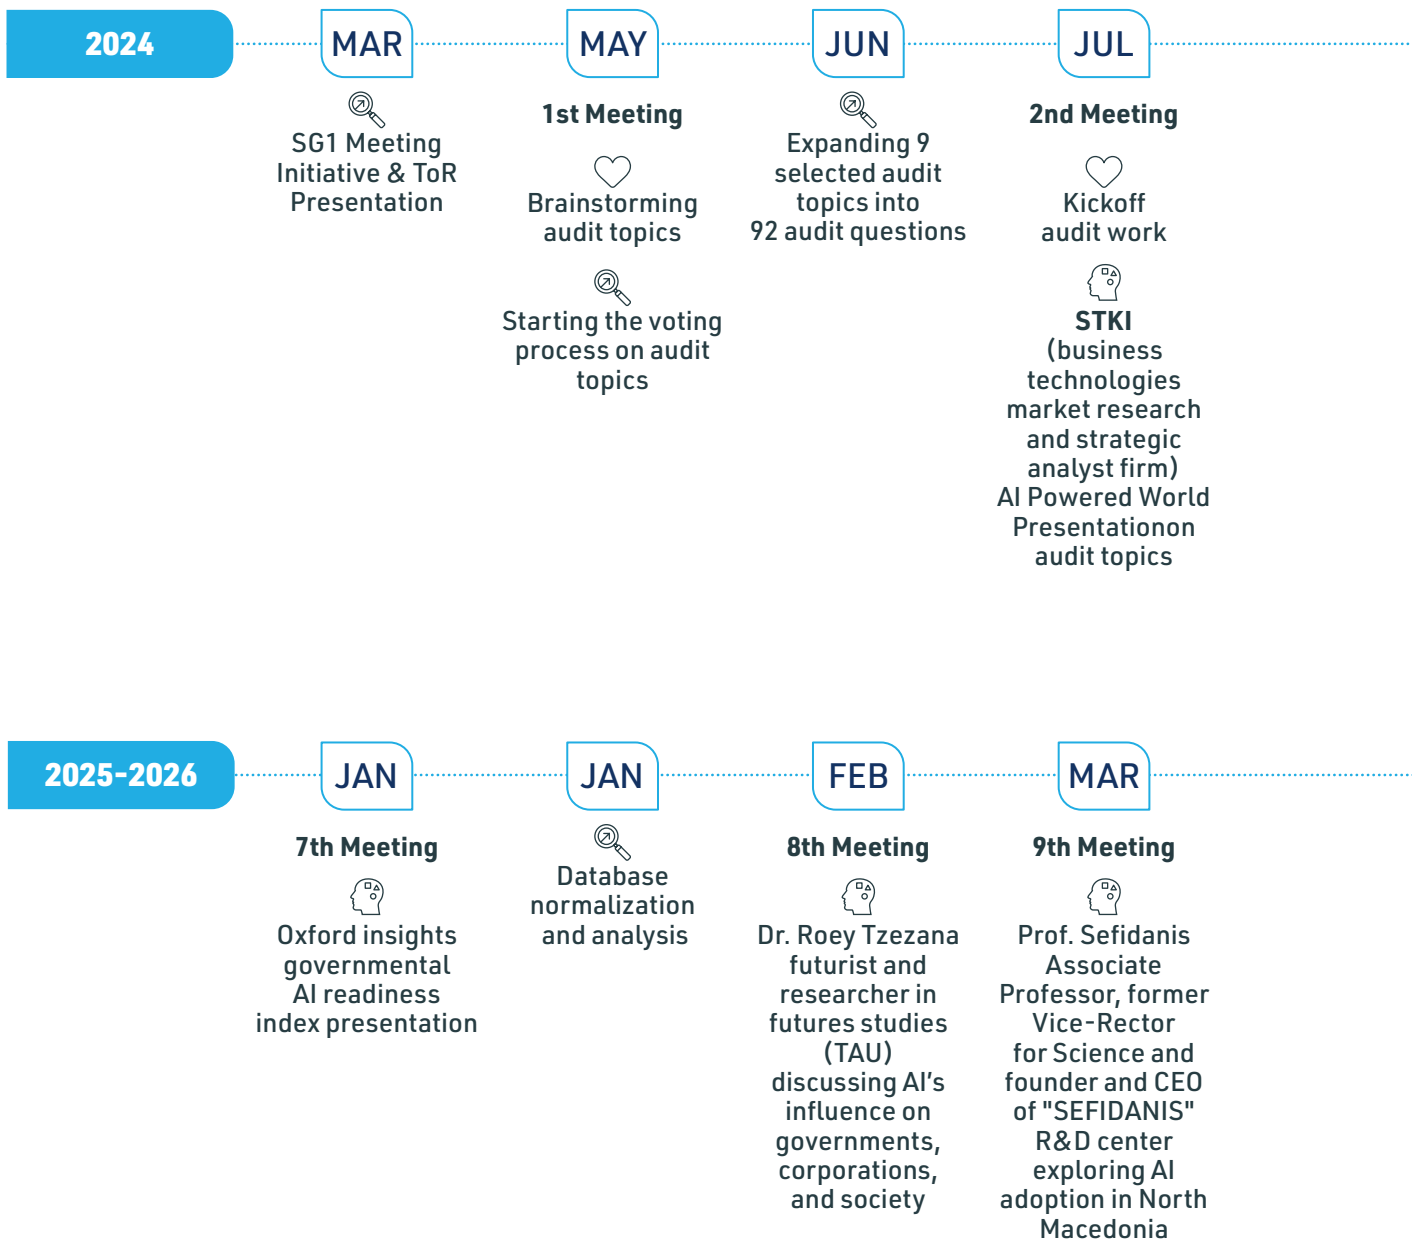 2024
MAR
SG1 Meeting
Initiative & ToR
Presentation
MAY
1st Meeting
Brainstorming
audit topics
Starting the voting
process on audit
topics
JUN
Expanding 9
selected audit
topics into
92 audit questions
JUL
2nd Meeting
Kickoff
audit work
STKI
(business
technologies
market research
and strategic
analyst firm)
AI Powered World
Presentationon
audit topics
2025-2026
JAN
7th Meeting
Oxford insights
governmental
AI readiness
index presentation
JAN
Database
normalization
and analysis
FEB
8th Meeting
Dr. Roey Tzezana
futurist and
researcher in
futures studies
(TAU)
discussing AI’s
influence on
governments,
corporations,
and society
MAR
9th Meeting
Prof. Sefidanis
Associate
Professor, former
Vice-Rector
for Science and
founder and CEO
of "SEFIDANIS"
R&D center
exploring AI
adoption in North
Macedonia